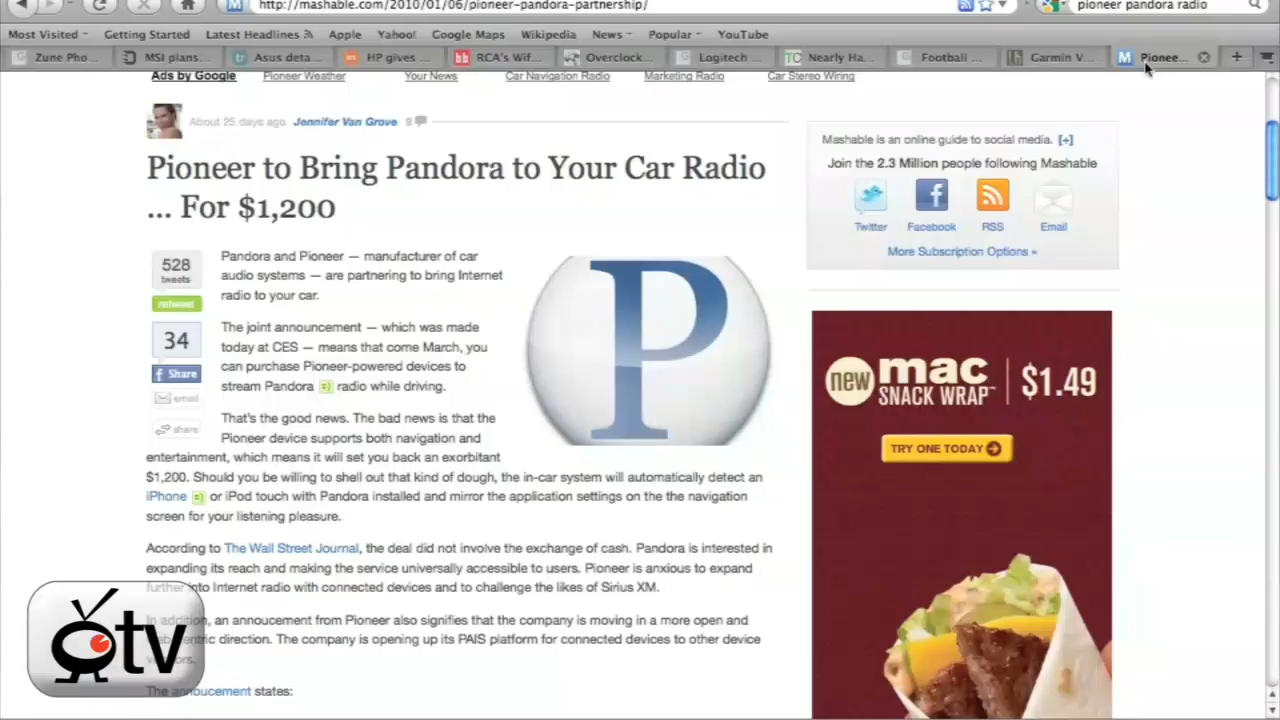 http://mashable.com/2010/01/06/pioneer-pandora-partnership/
pioneer pandora radio
Most Visited
Getting Started
Latest Headlines
Apple
Yahoo!
Google Maps
Wikipedia
News
Popular
YouTube
Zune Pho...
MSI plans...
Asus deta...
HP gives ...
RCA's Wif...
Overclock...
Logitech ...
Nearly Ha...
Football ...
Garmin V...
M Pionee...
Ads by Google
Pioneer Weather
Your News
Car Navigation Radio
Marketing Radio
Car Stereo Wiring
About 25 days ago Jennifer Van Grove 9
Pioneer to Bring Pandora to Your Car Radio
... For $1,200
528
tweets
retweet
34
f Share
email
share
Pandora and Pioneer — manufacturer of car
audio systems — are partnering to bring Internet
radio to your car.
The joint announcement — which was made
today at CES — means that come March, you
can purchase Pioneer-powered devices to
stream Pandora radio while driving.
That's the good news. The bad news is that the
Pioneer device supports both navigation and
entertainment, which means it will set you back an exorbitant
$1,200. Should you be willing to shell out that kind of dough, the in-car system will automatically detect an
iPhone or iPod touch with Pandora installed and mirror the application settings on the the navigation
screen for your listening pleasure.
According to The Wall Street Journal, the deal did not involve the exchange of cash. Pandora is interested in
expanding its reach and making the service universally accessible to users. Pioneer is anxious to expand
further into Internet radio with connected devices and to challenge the likes of Sirius XM.
In addition, an annoucement from Pioneer also signifies that the company is moving in a more open and
direction. The company is opening up its PAIS platform for connected devices to other device
The annoucement states:
P
Mashable is an online guide to social media. [+]
Join the 2.3 Million people following Mashable
Twitter
Facebook
RSS
Email
More Subscription Options »
new mac
SNACK WRAP™
$1.49
TRY ONE TODAY
tv